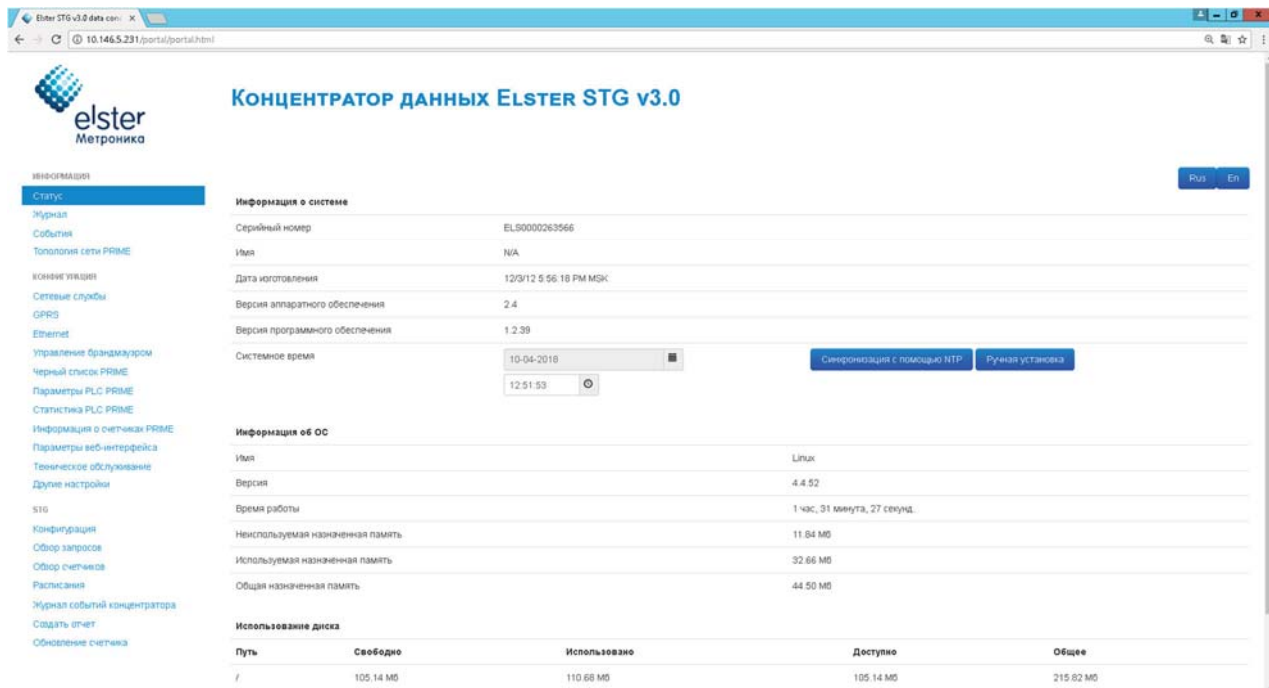 Elster STG v3.0 data conc
10.146.5.231/portal/portal.html
elster
Метроника
Концентратор данных Elster STG v3.0
Rus En
ИНФОРМАЦИЯ
Статус
Журнал
События
Топология сети PRIME
КОНФИГУРАЦИЯ
Сетевые службы
GPRS
Ethernet
Управление брандмауэром
Черный список PRIME
Параметры PLC PRIME
Статистика PLC PRIME
Информация о счетчиках PRIME
Параметры веб-интерфейса
Техническое обслуживание
Другие настройки
STG
Конфигурация
Обзор запросов
Обзор счетчиков
Расписания
Журнал событий концентратора
Создать отчет
Обновление счетчика
Информация о системе
Серийный номер ELS0000263566
Имя N/A
Дата изготовления 12/3/12 5:56:18 PM MSK
Версия аппаратного обеспечения 2.4
Версия программного обеспечения 1.2.39
Системное время 10-04-2018 Синхронизация с помощью NTP Ручная установка
12:51:53
Информация об ОС
Имя Linux
Версия 4.4.52
Время работы 1 час, 31 минута, 27 секунд.
Неиспользуемая назначенная память 11.84 Мб
Используемая назначенная память 32.66 Мб
Общая назначенная память 44.50 Мб
Использование диска
Путь Свободно Использовано Доступно Общее
/ 105.14 Мб 110.68 Мб 105.14 Мб 215.82 Мб